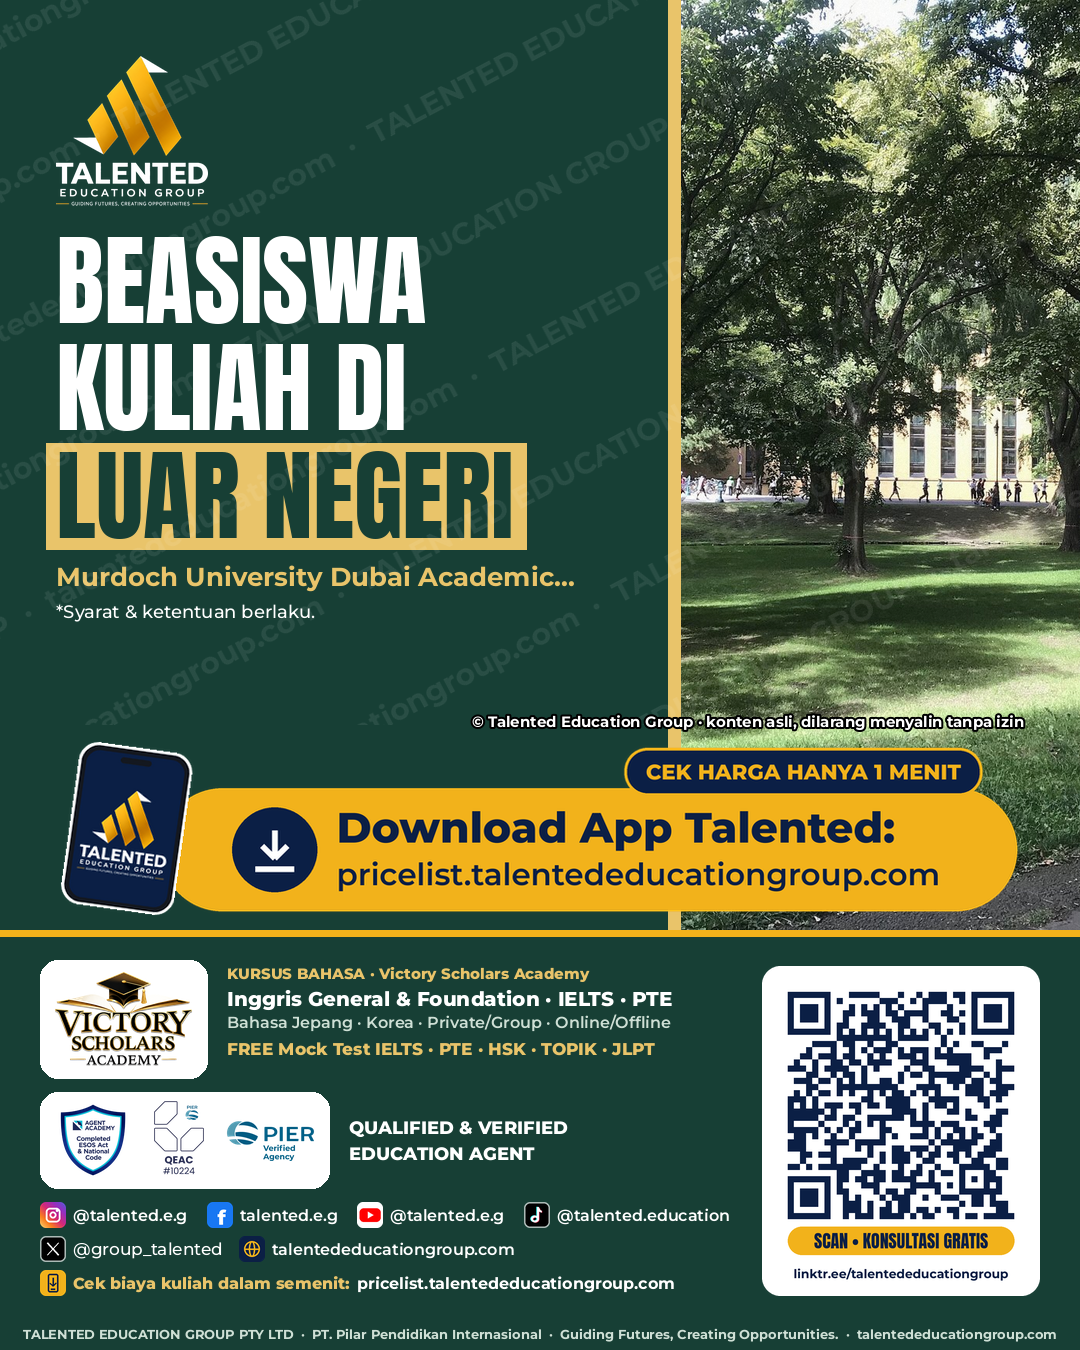 TALENTED
EDUCATION GROUP
GUIDING FUTURES, CREATING OPPORTUNITIES
BEASISWA
KULIAH DI
LUAR NEGERI
Murdoch University Dubai Academic...
*Syarat & ketentuan berlaku.
© Talented Education Group · konten asli, dilarang menyalin tanpa izin
CEK HARGA HANYA 1 MENIT
Download App Talented:
pricelist.talentededucationgroup.com
TALENTED
EDUCATION GROUP
GUIDING FUTURES, CREATING OPPORTUNITIES
VICTORY
SCHOLARS
ACADEMY
KURSUS BAHASA · Victory Scholars Academy
Inggris General & Foundation · IELTS · PTE
Bahasa Jepang · Korea · Private/Group · Online/Offline
FREE Mock Test IELTS · PTE · HSK · TOPIK · JLPT
AGENT
ACADEMY
Completed
ESOS Act
& National
Code
PIER
QEAC
#10224
PIER
Verified
Agency
QUALIFIED & VERIFIED
EDUCATION AGENT
@talented.e.g talented.e.g @talented.e.g @talented.education
@group_talented talentededucationgroup.com
Cek biaya kuliah dalam semenit: pricelist.talentededucationgroup.com
SCAN • KONSULTASI GRATIS
linktr.ee/talentededucationgroup
TALENTED EDUCATION GROUP PTY LTD · PT. Pilar Pendidikan Internasional · Guiding Futures, Creating Opportunities. · talentededucationgroup.com